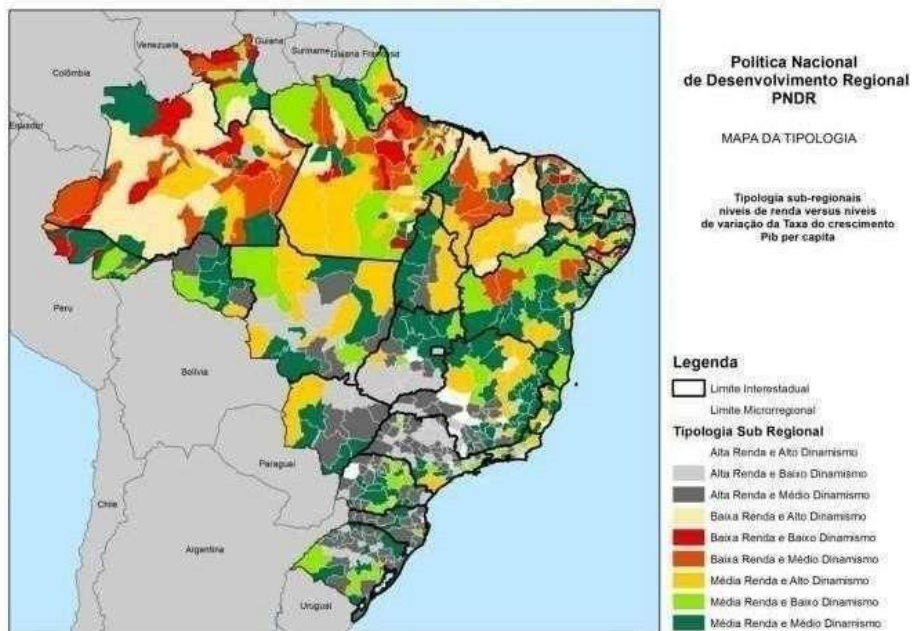 Venezuela
Guiana
Suriname
Guiana Francesa
Colômbia
Equador
Peru
Bolívia
Paraguai
Chile
Argentina
Uruguai
Política Nacional
de Desenvolvimento Regional
PNDR
MAPA DA TIPOLOGIA
Tipologia sub-regionais
níveis de renda versus níveis
de variação da Taxa do crescimento
Pib per capita
Legenda
Limite Interestadual
Limite Microrregional
Tipologia Sub Regional
Alta Renda e Alto Dinamismo
Alta Renda e Baixo Dinamismo
Alta Renda e Médio Dinamismo
Baixa Renda e Alto Dinamismo
Baixa Renda e Baixo Dinamismo
Baixa Renda e Médio Dinamismo
Média Renda e Alto Dinamismo
Média Renda e Baixo Dinamismo
Média Renda e Médio Dinamismo